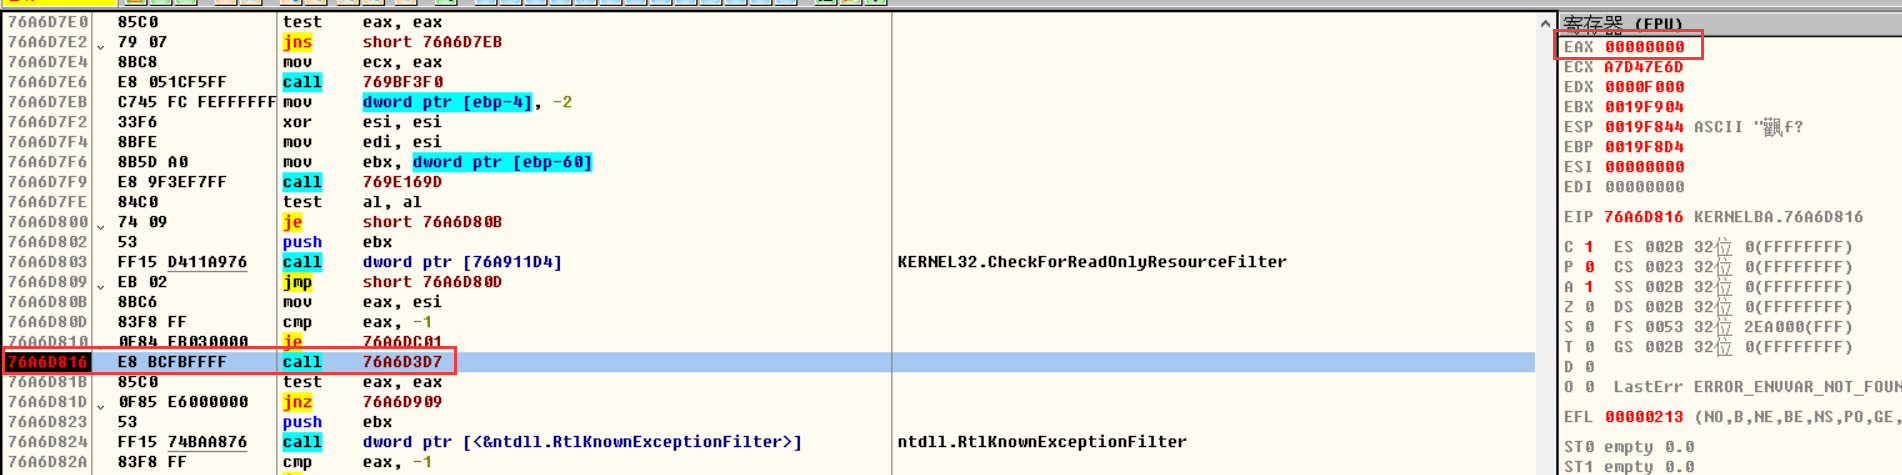 76A6D7E0 85C0 test eax, eax
76A6D7E2 79 07 jns short 76A6D7EB
76A6D7E4 8BC8 mov ecx, eax
76A6D7E6 E8 051CF5FF call 769BF3F0
76A6D7EB C745 FC FEFFFFFF mov dword ptr [ebp-4], -2
76A6D7F2 33F6 xor esi, esi
76A6D7F4 8BFE mov edi, esi
76A6D7F6 8B5D A0 mov ebx, dword ptr [ebp-60]
76A6D7F9 E8 9F3EF7FF call 769E169D
76A6D7FE 84C0 test al, al
76A6D800 74 09 je short 76A6D80B
76A6D802 53 push ebx
76A6D803 FF15 D411A976 call dword ptr [76A911D4] KERNEL32.CheckForReadOnlyResourceFilter
76A6D809 EB 02 jmp short 76A6D80D
76A6D80B 8BC6 mov eax, esi
76A6D80D 83F8 FF cmp eax, -1
76A6D810 0F84 EB030000 je 76A6DC01
76A6D816 E8 BCFBFFFF call 76A6D3D7
76A6D81B 85C0 test eax, eax
76A6D81D 0F85 E6000000 jnz 76A6D909
76A6D823 53 push ebx
76A6D824 FF15 74BAA876 call dword ptr [<&ntdll.RtlKnownExceptionFilter>] ntdll.RtlKnownExceptionFilter
76A6D82A 83F8 FF cmp eax, -1
寄存器 (FPU)
EAX 00000000
ECX A7D47E6D
EDX 0000F000
EBX 0019F904
ESP 0019F844 ASCII "觀f?
EBP 0019F8D4
ESI 00000000
EDI 00000000
EIP 76A6D816 KERNELBA.76A6D816
C 1 ES 002B 32位 0(FFFFFFFF)
P 0 CS 0023 32位 0(FFFFFFFF)
A 1 SS 002B 32位 0(FFFFFFFF)
Z 0 DS 002B 32位 0(FFFFFFFF)
S 0 FS 0053 32位 2EA000(FFF)
T 0 GS 002B 32位 0(FFFFFFFF)
D 0
O 0 LastErr ERROR_ENVVAR_NOT_FOUN
EFL 00000213 (NO,B,NE,BE,NS,PO,GE,
ST0 empty 0.0
ST1 empty 0.0